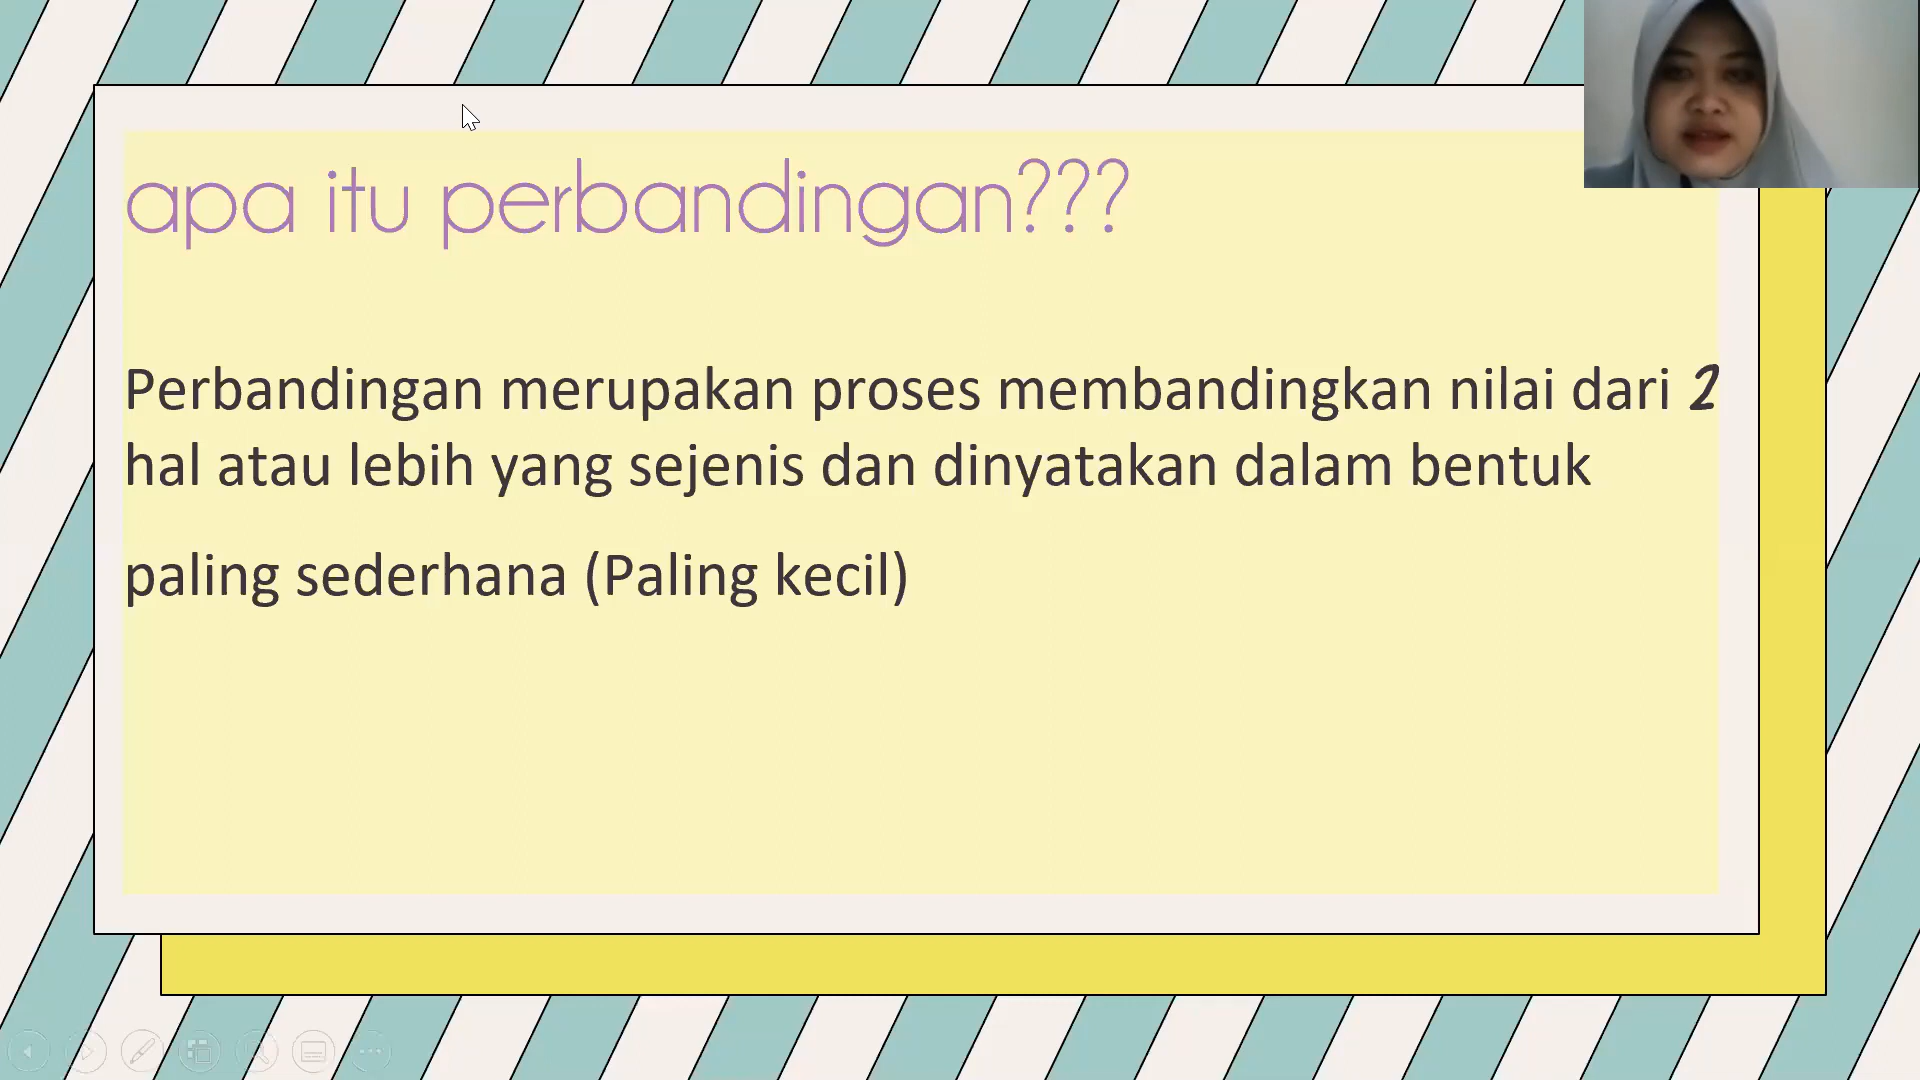 apa itu perbandingan???
Perbandingan merupakan proses membandingkan nilai dari 2
hal atau lebih yang sejenis dan dinyatakan dalam bentuk
paling sederhana (Paling kecil)